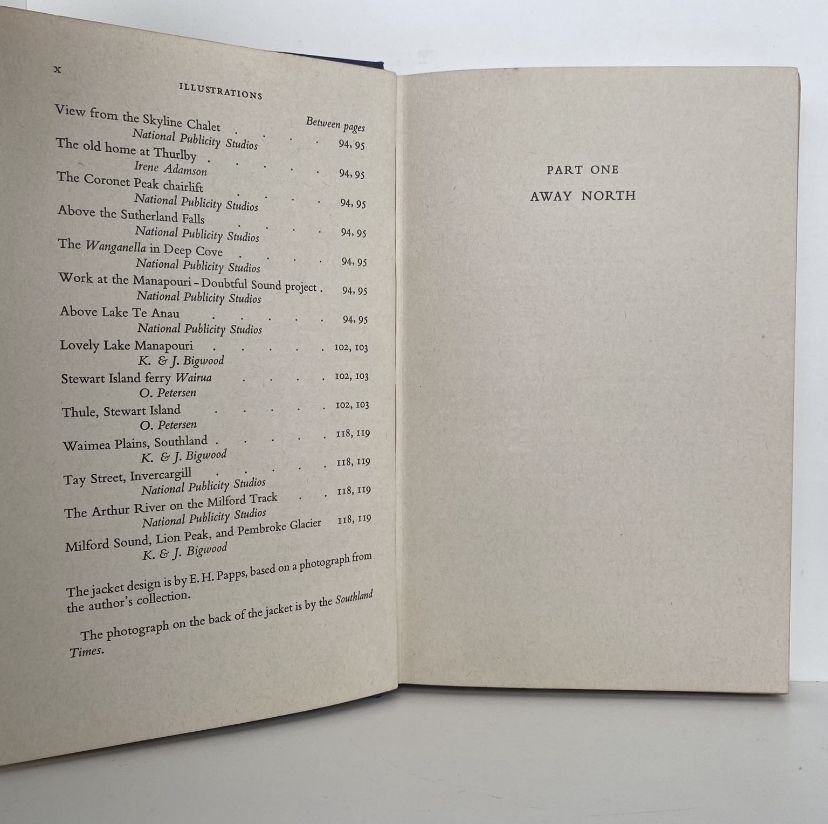 x
ILLUSTRATIONS
Between pages
View from the Skyline Chalet . . . . 94, 95
National Publicity Studios
The old home at Thurlby . . . . 94, 95
Irene Adamson
The Coronet Peak chairlift . . . . 94, 95
National Publicity Studios
Above the Sutherland Falls . . . . 94, 95
National Publicity Studios
The Wanganella in Deep Cove . . . . 94, 95
National Publicity Studios
Work at the Manapouri – Doubtful Sound project . 94, 95
National Publicity Studios
Above Lake Te Anau . . . . . 94, 95
National Publicity Studios
Lovely Lake Manapouri . . . . . 102, 103
K. & J. Bigwood
Stewart Island ferry Wairua . . . . 102, 103
O. Petersen
Thule, Stewart Island . . . . . 102, 103
O. Petersen
Waimea Plains, Southland . . . . . 118, 119
K. & J. Bigwood
Tay Street, Invercargill . . . . . 118, 119
National Publicity Studios
The Arthur River on the Milford Track . . 118, 119
National Publicity Studios
Milford Sound, Lion Peak, and Pembroke Glacier 118, 119
K. & J. Bigwood
The jacket design is by E. H. Papps, based on a photograph from
the author's collection.
The photograph on the back of the jacket is by the Southland
Times.
PART ONE
AWAY NORTH